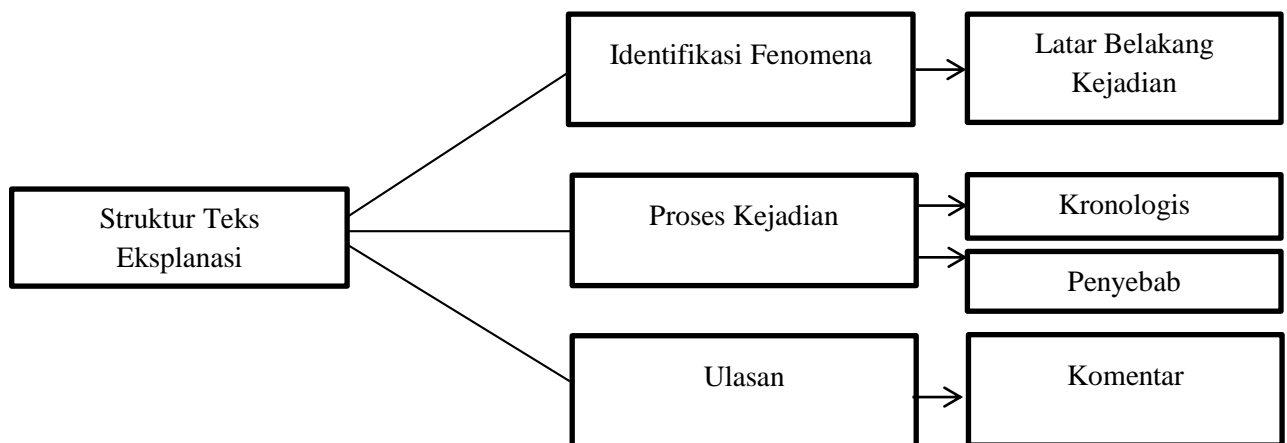 Identifikasi Fenomena
Latar Belakang
Kejadian
Struktur Teks
Eksplanasi
Proses Kejadian
Kronologis
Penyebab
Ulasan
Komentar